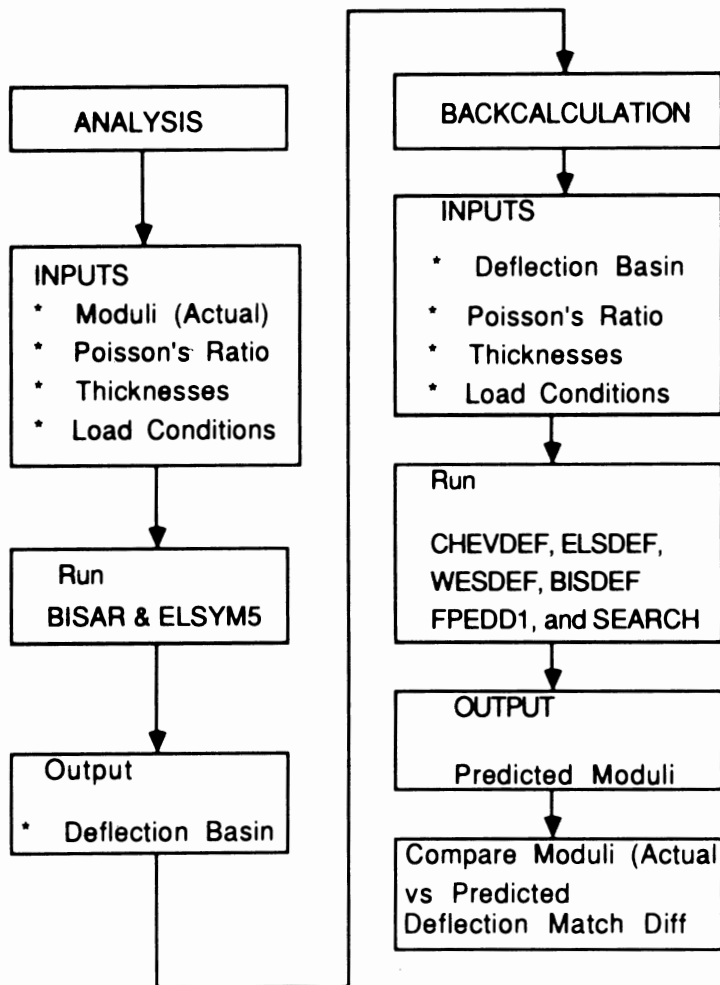 ANALYSIS
INPUTS
* Moduli (Actual)
* Poisson's Ratio
* Thicknesses
* Load Conditions
Run
BISAR & ELSYM5
Output
* Deflection Basin
BACKCALCULATION
INPUTS
* Deflection Basin
* Poisson's Ratio
* Thicknesses
* Load Conditions
Run
CHEVDEF, ELSDEF,
WESDEF, BISDEF
FPEDD1, and SEARCH
OUTPUT
Predicted Moduli
Compare Moduli (Actual
vs Predicted
Deflection Match Diff